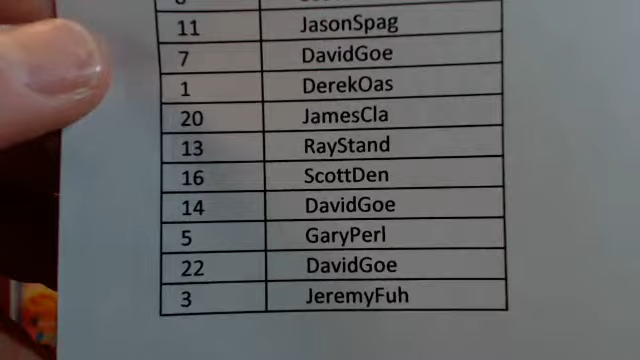 11 JasonSpag
7 DavidGoe
1 DerekOas
20 JamesCla
13 RayStand
16 ScottDen
14 DavidGoe
5 GaryPerl
22 DavidGoe
3 JeremyFuh